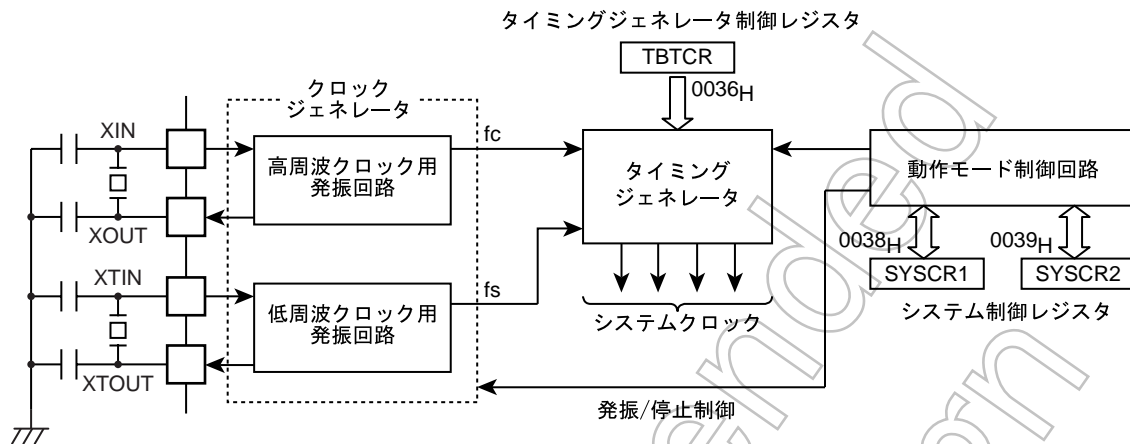 タイミングジェネレータ制御レジスタ
TBTCR
0036H
クロック
ジェネレータ
XIN
高周波クロック用
発振回路
fc
タイミング
ジェネレータ
動作モード制御回路
XOUT
0038H
0039H
XTIN
SYSCR1
SYSCR2
低周波クロック用
発振回路
fs
システムクロック
システム制御レジスタ
XTOUT
発振/停止制御
ended